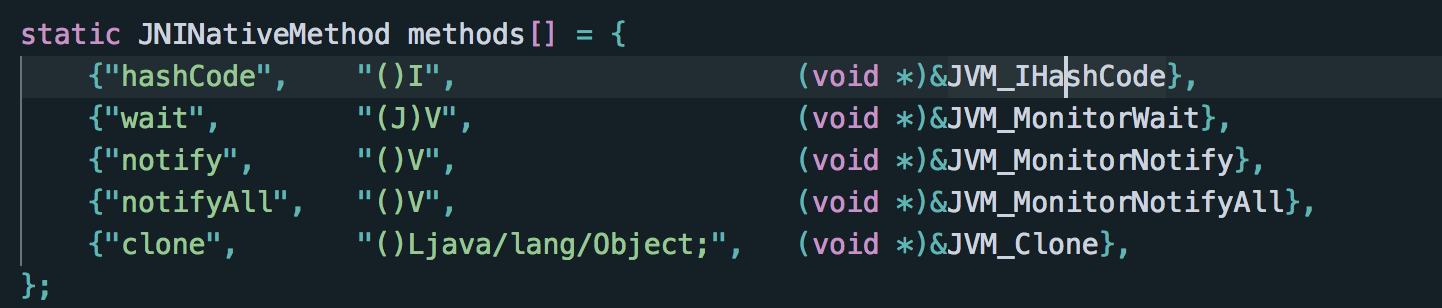 static JNINativeMethod methods[] = {
    {"hashCode",    "()I",                    (void *)&JVM_IHashCode},
    {"wait",        "(J)V",                   (void *)&JVM_MonitorWait},
    {"notify",      "()V",                    (void *)&JVM_MonitorNotify},
    {"notifyAll",   "()V",                    (void *)&JVM_MonitorNotifyAll},
    {"clone",       "()Ljava/lang/Object;",   (void *)&JVM_Clone},
};